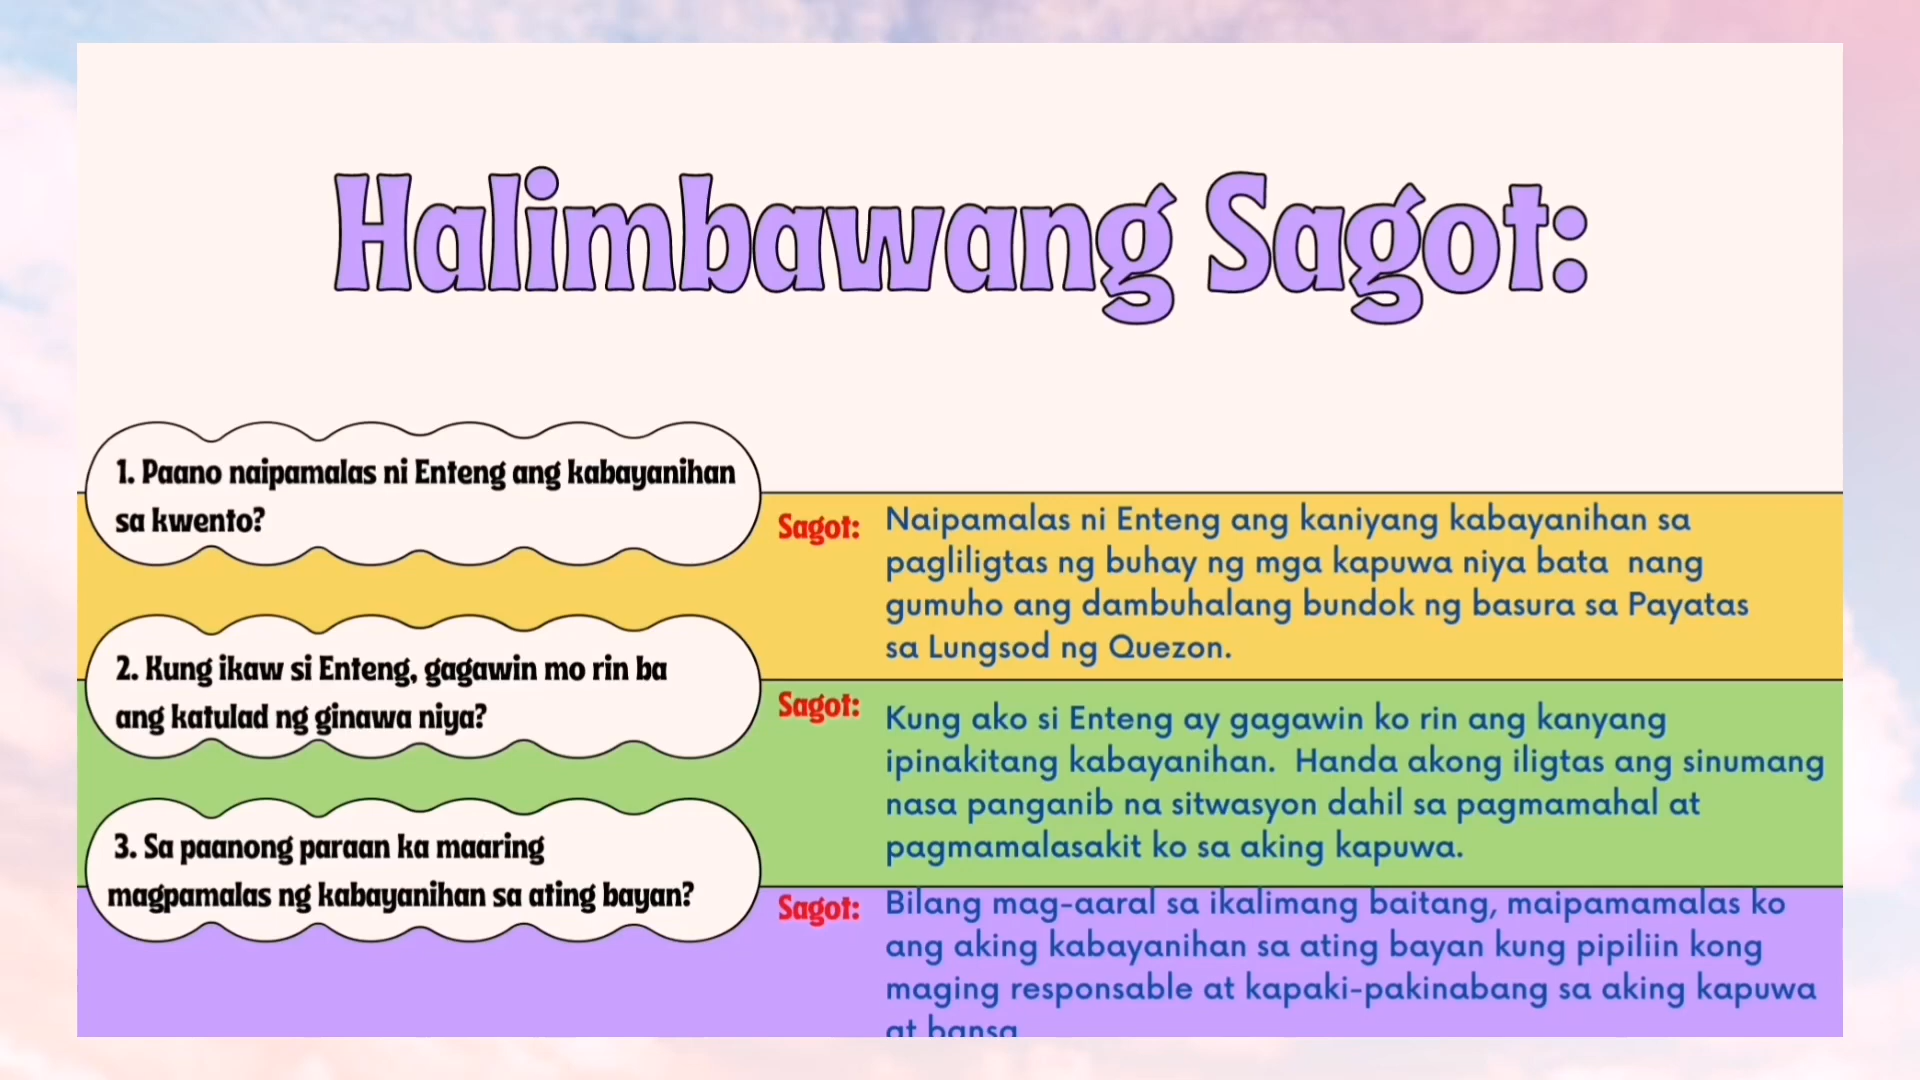 Halimbawang Sagot:
1. Paano naipamalas ni Enteng ang kabayanihan
sa kwento?
Sagot:
Naipamalas ni Enteng ang kaniyang kabayanihan sa
pagliligtas ng buhay ng mga kapuwa niya bata nang
gumuho ang dambuhalang bundok ng basura sa Payatas
sa Lungsod ng Quezon.
2. Kung ikaw si Enteng, gagawin mo rin ba
ang katulad ng ginawa niya?
Sagot:
Kung ako si Enteng ay gagawin ko rin ang kanyang
ipinakitang kabayanihan. Handa akong iligtas ang sinumang
nasa panganib na sitwasyon dahil sa pagmamahal at
pagmamalasakit ko sa aking kapuwa.
3. Sa paanong paraan ka maaring
magpamalas ng kabayanihan sa ating bayan?
Sagot:
Bilang mag-aaral sa ikalimang baitang, maipamamalas ko
ang aking kabayanihan sa ating bayan kung pipiliin kong
maging responsable at kapaki-pakinabang sa aking kapuwa
at bansa